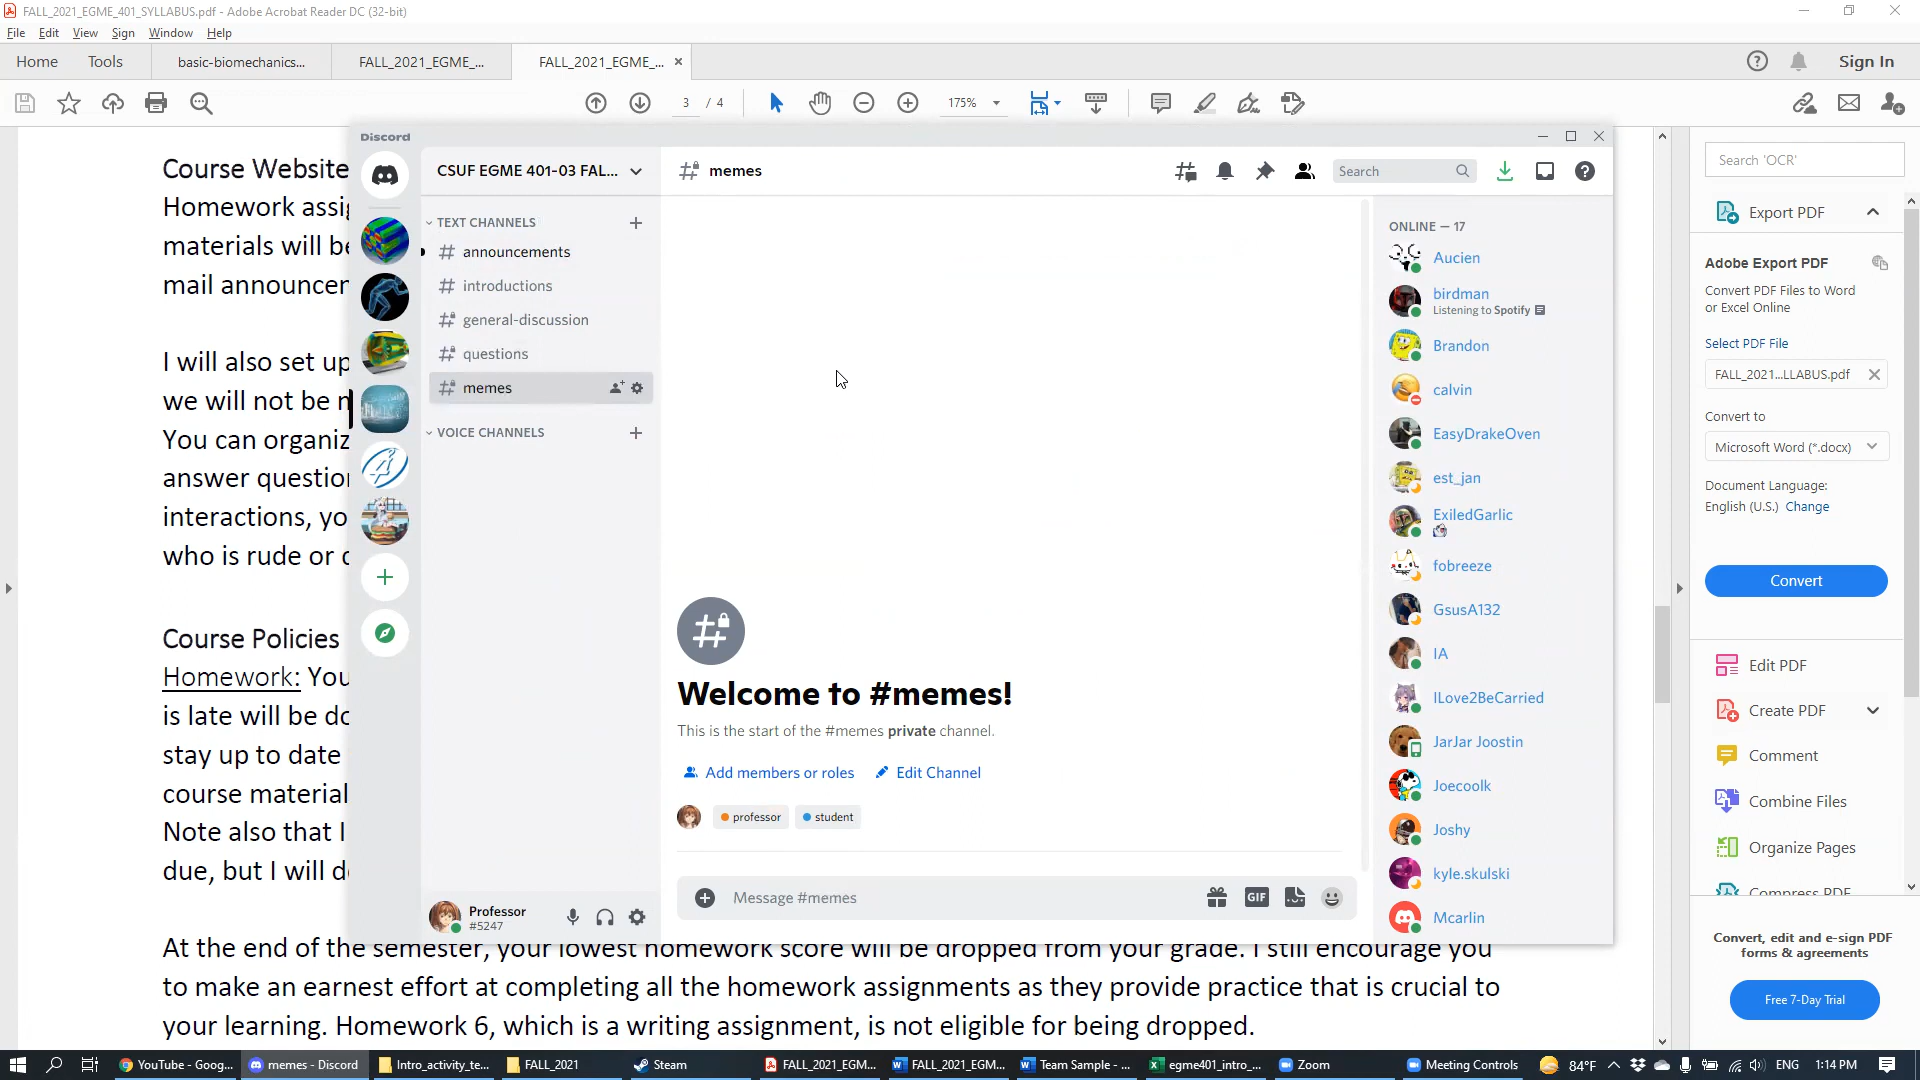 FALL_2021_EGME_401_SYLLABUS.pdf - Adobe Acrobat Reader DC (32-bit)
File Edit View Sign Window Help
Home Tools basic-biomechanics... FALL_2021_EGME_... FALL_2021_EGME_... Sign In
3 / 4 175%
Course Website
Homework assig
materials will be
mail announcem
I will also set up
we will not be m
You can organiz
answer question
interactions, yo
who is rude or d
Course Policies
Homework: You
is late will be do
stay up to date
course material
Note also that I
due, but I will de
At the end of the semester, your lowest homework score will be dropped from your grade. I still encourage you
to make an earnest effort at completing all the homework assignments as they provide practice that is crucial to
your learning. Homework 6, which is a writing assignment, is not eligible for being dropped.
Discord
CSUF EGME 401-03 FAL...
TEXT CHANNELS
announcements
introductions
general-discussion
questions
memes
VOICE CHANNELS
Professor
#5247
memes
Search
Welcome to #memes!
This is the start of the #memes private channel.
Add members or roles Edit Channel
professor student
Message #memes
GIF
ONLINE — 17
Aucien
birdman
Listening to Spotify
Brandon
calvin
EasyDrakeOven
est_jan
ExiledGarlic
fobreeze
GsusA132
IA
ILove2BeCarried
JarJar Joostin
Joecoolk
Joshy
kyle.skulski
Mcarlin
Search 'OCR'
Export PDF
Adobe Export PDF
Convert PDF Files to Word
or Excel Online
Select PDF File
FALL_2021...LLABUS.pdf
Convert to
Microsoft Word (*.docx)
Document Language:
English (U.S.) Change
Convert
Edit PDF
Create PDF
Comment
Combine Files
Organize Pages
Compress PDF
Convert, edit and e-sign PDF
forms & agreements
Free 7-Day Trial
YouTube - Goog... memes - Discord Intro_activity_te... FALL_2021 Steam FALL_2021_EGM... FALL_2021_EGM... Team Sample - ... egme401_intro_... Zoom Meeting Controls 84°F ENG 1:14 PM